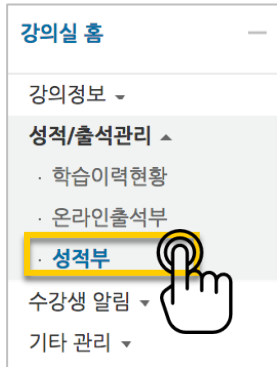 강의실 홈
강의정보
성적/출석관리
· 학습이력현황
· 온라인출석부
· 성적부
수강생 알림
기타 관리